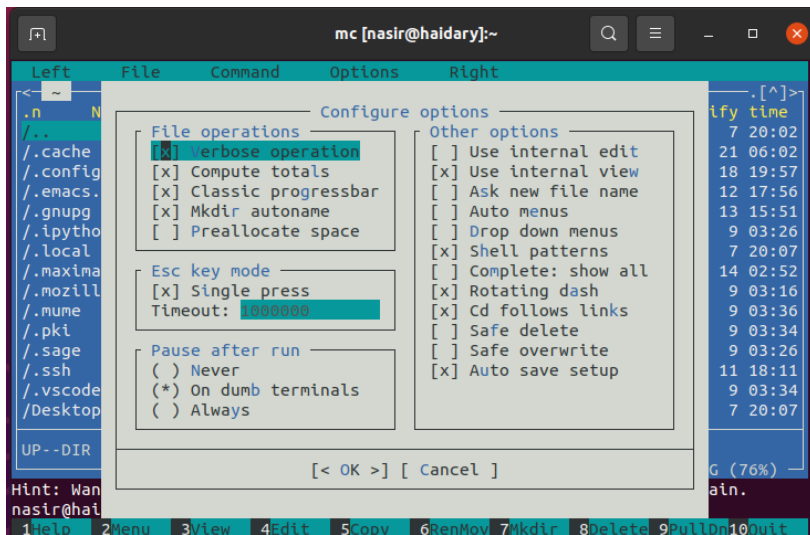 mc [nasir@haidary]:~
Left File Command Options Right
<- ~ .[^]>
.n N ify time
/.. 7 20:02
/.cache 21 06:02
/.config 18 19:57
/.emacs. 12 17:56
/.gnupg 13 15:51
/.ipytho 9 03:26
/.local 7 20:07
/.maxima 14 02:52
/.mozill 9 03:16
/.mume 9 03:36
/.pki 9 03:34
/.sage 9 03:26
/.ssh 11 18:11
/.vscode 9 03:34
/Desktop 7 20:07
UP--DIR
G (76%)
Configure options
File operations
[x] Verbose operation
[x] Compute totals
[x] Classic progressbar
[x] Mkdir autoname
[ ] Preallocate space
Esc key mode
[x] Single press
Timeout: 1000000
Pause after run
( ) Never
(*) On dumb terminals
( ) Always
Other options
[ ] Use internal edit
[x] Use internal view
[ ] Ask new file name
[ ] Auto menus
[ ] Drop down menus
[x] Shell patterns
[ ] Complete: show all
[x] Rotating dash
[x] Cd follows links
[ ] Safe delete
[ ] Safe overwrite
[x] Auto save setup
[< OK >] [ Cancel ]
Hint: Wan ain.
nasir@hai
1Help 2Menu 3View 4Edit 5Copy 6RenMov 7Mkdir 8Delete 9PullDn 10Quit